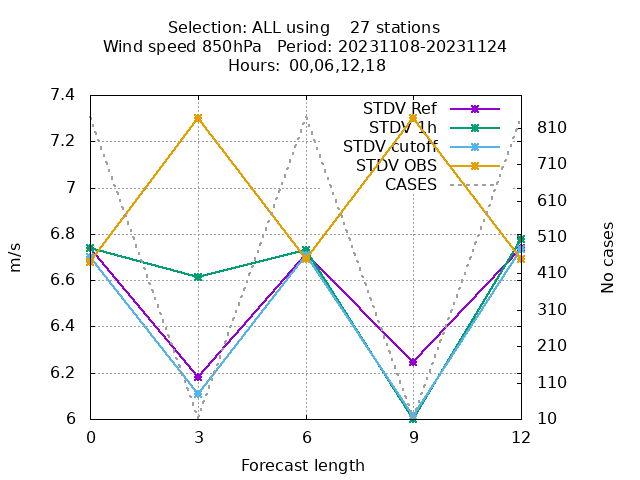 Selection: ALL using    27 stations
Wind speed 850hPa   Period: 20231108-20231124
Hours:  00,06,12,18
7.4
7.2
7
6.8
6.6
6.4
6.2
6
m/s
STDV Ref
STDV 1h
STDV cutoff
STDV OBS
CASES
810
710
610
510
410
310
210
110
10
No cases
0
3
6
9
12
Forecast length